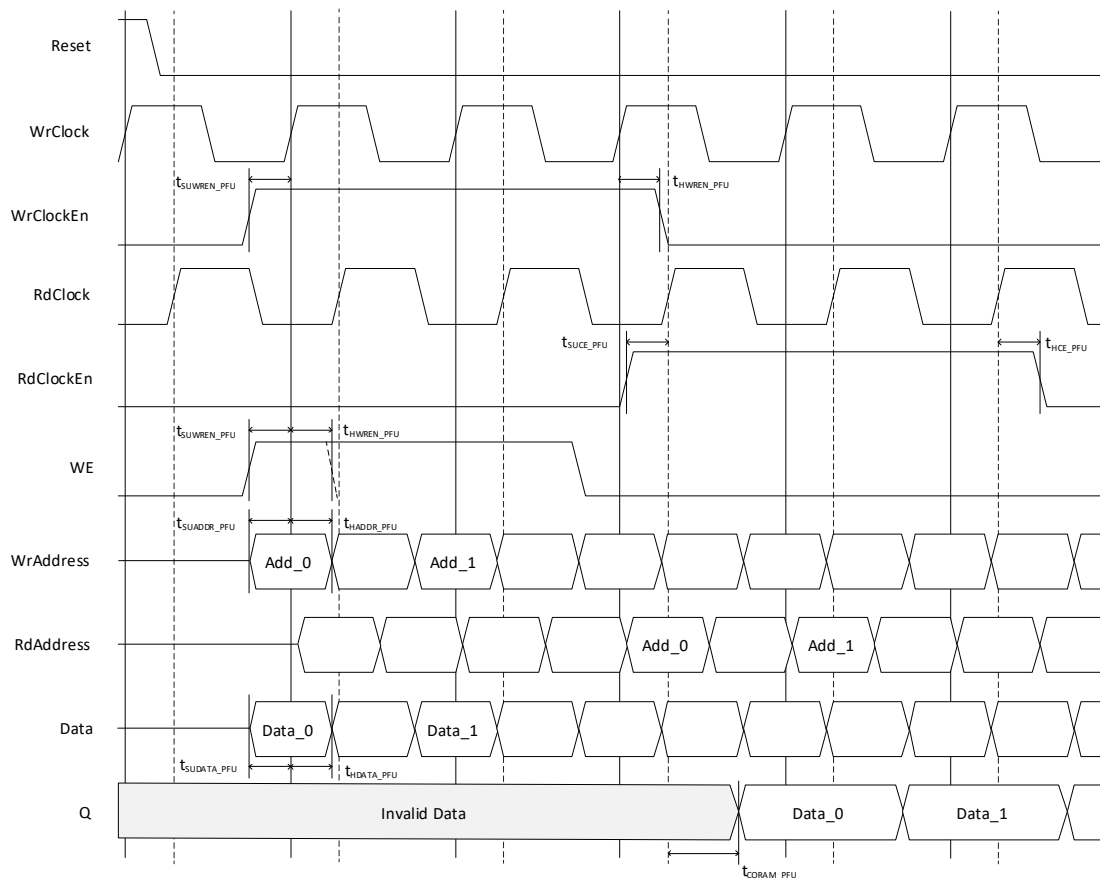 Reset
WrClock
tSUWREN_PFU tHWREN_PFU
WrClockEn
RdClock
tSUCE_PFU tHCE_PFU
RdClockEn
tSUWREN_PFU tHWREN_PFU
WE
tSUADDR_PFU tHADDR_PFU
WrAddress Add_0 Add_1
RdAddress Add_0 Add_1
Data Data_0 Data_1
tSUDATA_PFU tHDATA_PFU
Q Invalid Data Data_0 Data_1
tCORAM_PFU